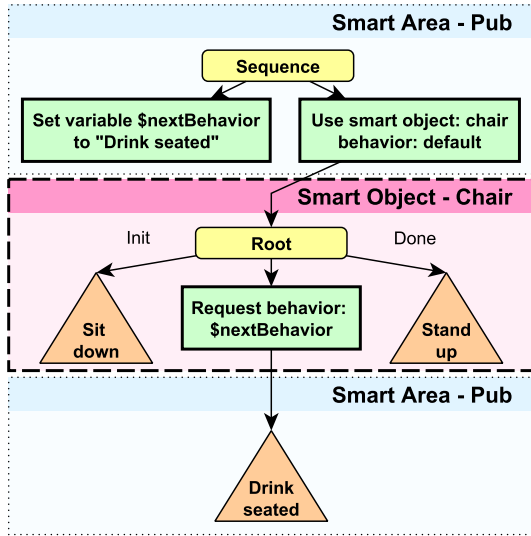 Smart Area - Pub
Sequence
Set variable $nextBehavior
to "Drink seated"
Use smart object: chair
behavior: default
Smart Object - Chair
Init
Root
Done
Sit
down
Request behavior:
$nextBehavior
Stand
up
Smart Area - Pub
Drink
seated